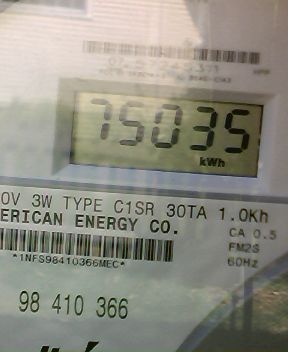 75035
kWh
0V 3W TYPE C1SR 30TA 1.0Kh
ERICAN ENERGY CO.
CA 0.5
FM2S
60Hz
*1NFS98410366MEC*
98 410 366